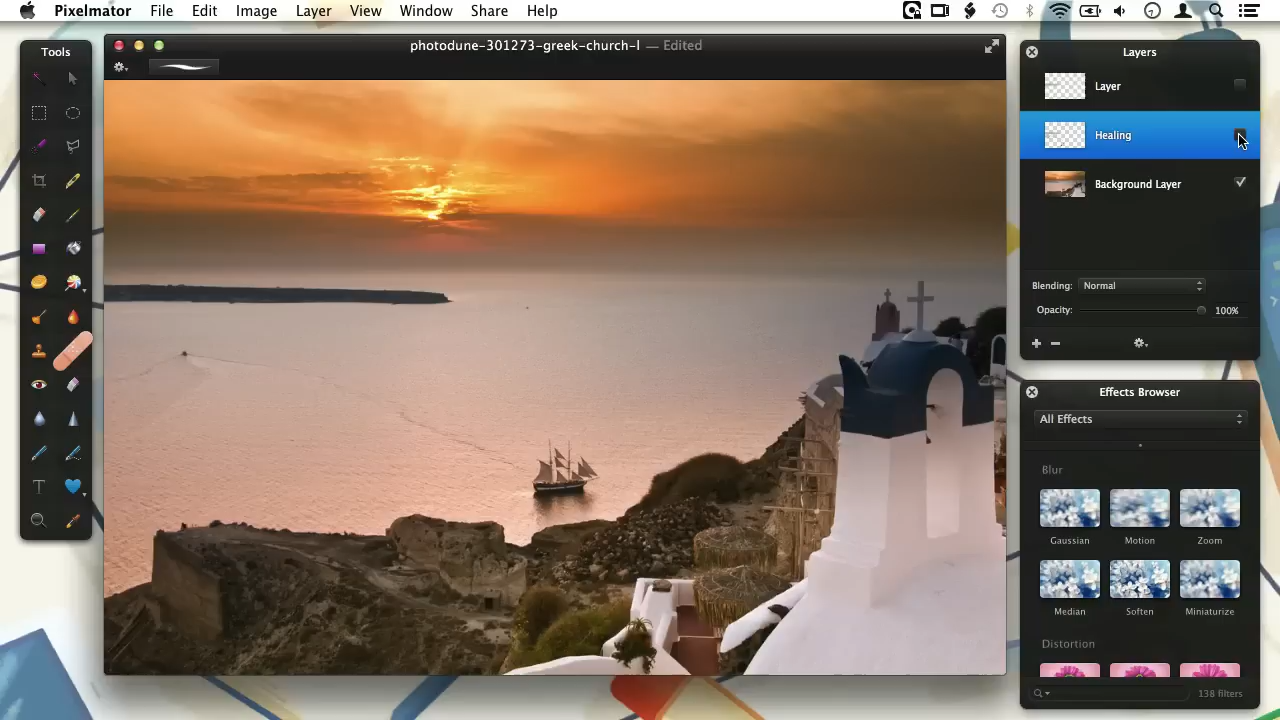 Pixelmator File Edit Image Layer View Window Share Help
Tools
photodune-301273-greek-church-l — Edited
Layers
Layer
Healing
Background Layer
Blending: Normal
Opacity: 100%
Effects Browser
All Effects
Blur
Gaussian Motion Zoom
Median Soften Miniaturize
Distortion
138 filters